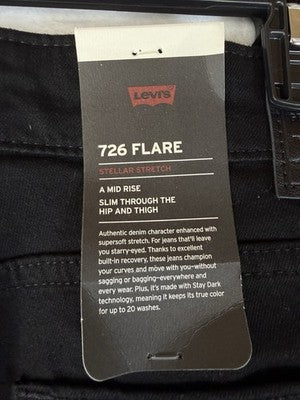 Levi's
726 FLARE
STELLAR STRETCH
A MID RISE
SLIM THROUGH THE
HIP AND THIGH
Authentic denim character enhanced with
supersoft stretch. For jeans that'll leave
you starry-eyed. Thanks to excellent
built-in recovery, these jeans champion
your curves and move with you–without
sagging or bagging–everywhere and
every wear. Plus, it's made with Stay Dark
technology, meaning it keeps its true color
for up to 20 washes.